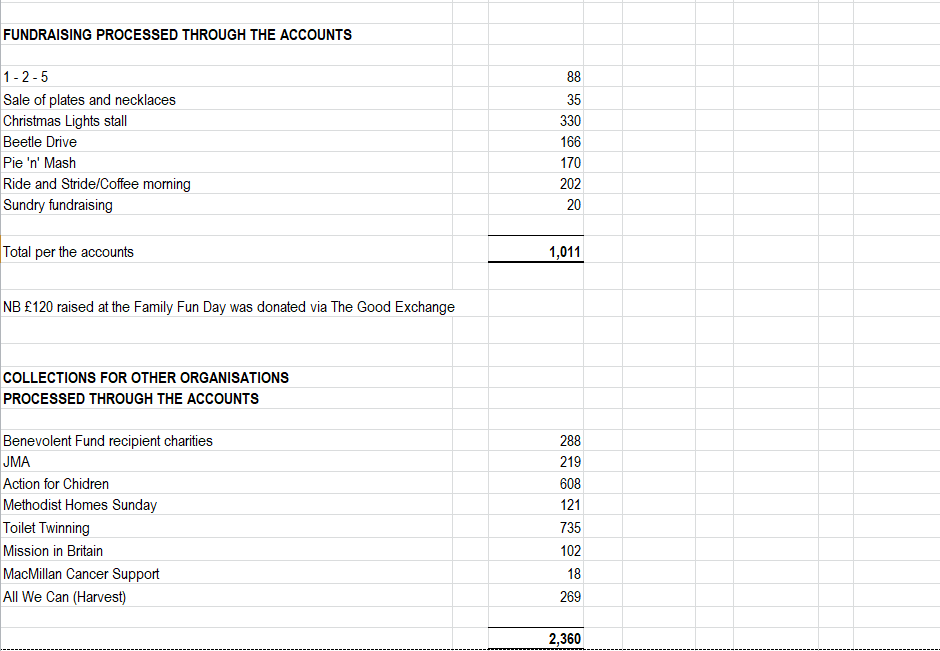 FUNDRAISING PROCESSED THROUGH THE ACCOUNTS
1 - 2 - 5 88
Sale of plates and necklaces 35
Christmas Lights stall 330
Beetle Drive 166
Pie 'n' Mash 170
Ride and Stride/Coffee morning 202
Sundry fundraising 20
Total per the accounts 1,011
NB £120 raised at the Family Fun Day was donated via The Good Exchange
COLLECTIONS FOR OTHER ORGANISATIONS
PROCESSED THROUGH THE ACCOUNTS
Benevolent Fund recipient charities 288
JMA 219
Action for Chidren 608
Methodist Homes Sunday 121
Toilet Twinning 735
Mission in Britain 102
MacMillan Cancer Support 18
All We Can (Harvest) 269
2,360